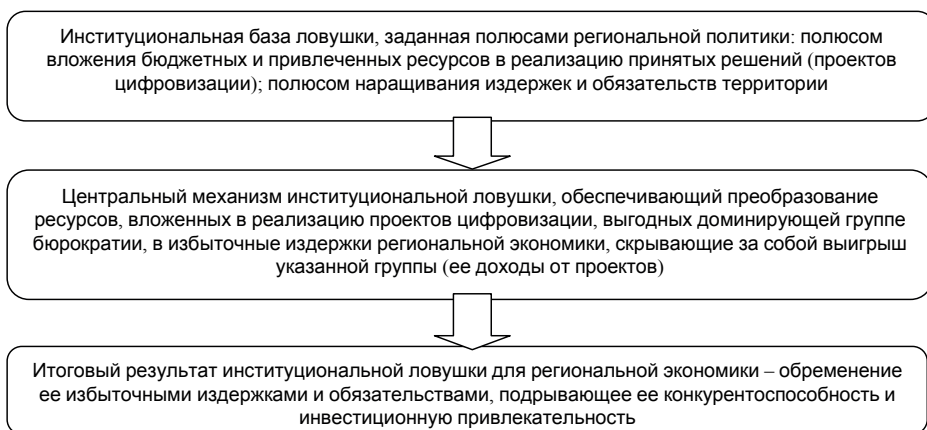 Институциональная база ловушки, заданная полюсами региональной политики: полюсом
вложения бюджетных и привлеченных ресурсов в реализацию принятых решений (проектов
цифровизации); полюсом наращивания издержек и обязательств территории
Центральный механизм институциональной ловушки, обеспечивающий преобразование
ресурсов, вложенных в реализацию проектов цифровизации, выгодных доминирующей группе
бюрократии, в избыточные издержки региональной экономики, скрывающие за собой выигрыш
указанной группы (ее доходы от проектов)
Итоговый результат институциональной ловушки для региональной экономики – обременение
ее избыточными издержками и обязательствами, подрывающее ее конкурентоспособность и
инвестиционную привлекательность